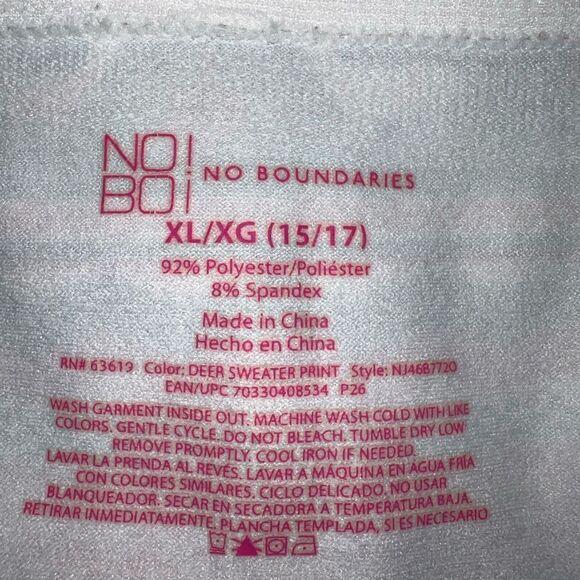 NO!
BO¡
NO BOUNDARIES
XL/XG (15/17)
92% Polyester/Poliéster
8% Spandex
Made in China
Hecho en China
RN# 63619 Color: DEER SWEATER PRINT Style: NJ46B7720
EAN/UPC 70330408534 P26
WASH GARMENT INSIDE OUT. MACHINE WASH COLD WITH LIKE
COLORS. GENTLE CYCLE. DO NOT BLEACH. TUMBLE DRY LOW
REMOVE PROMPTLY. COOL IRON IF NEEDED.
LAVAR LA PRENDA AL REVÉS. LAVAR A MÁQUINA EN AGUA FRÍA
CON COLORES SIMILARES. CICLO DELICADO. NO USAR
BLANQUEADOR. SECAR EN SECADORA A TEMPERATURA BAJA.
RETIRAR INMEDIATAMENTE. PLANCHA TEMPLADA, SI ES NECESARIO